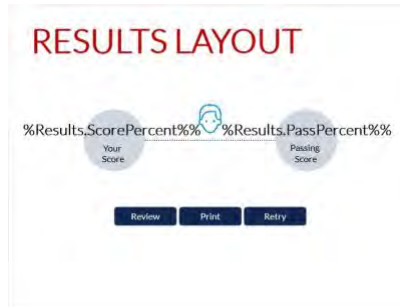 RESULTS LAYOUT
%Results.ScorePercent%% %Results.PassPercent%%
Your
Score
Passing
Score
Review Print Retry